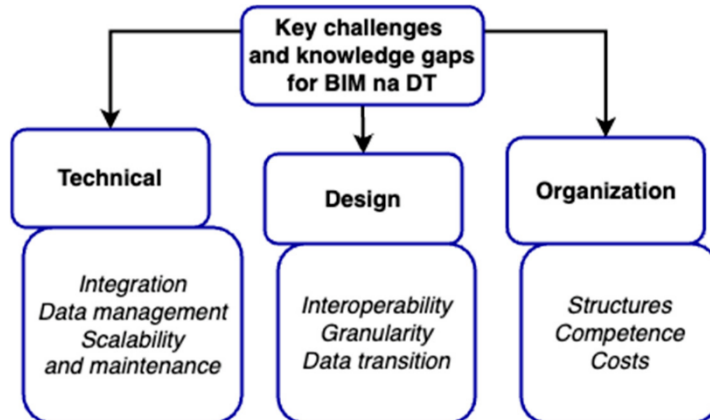 Key challenges
and knowledge gaps
for BIM na DT
Technical
Integration
Data management
Scalability
and maintenance
Design
Interoperability
Granularity
Data transition
Organization
Structures
Competence
Costs